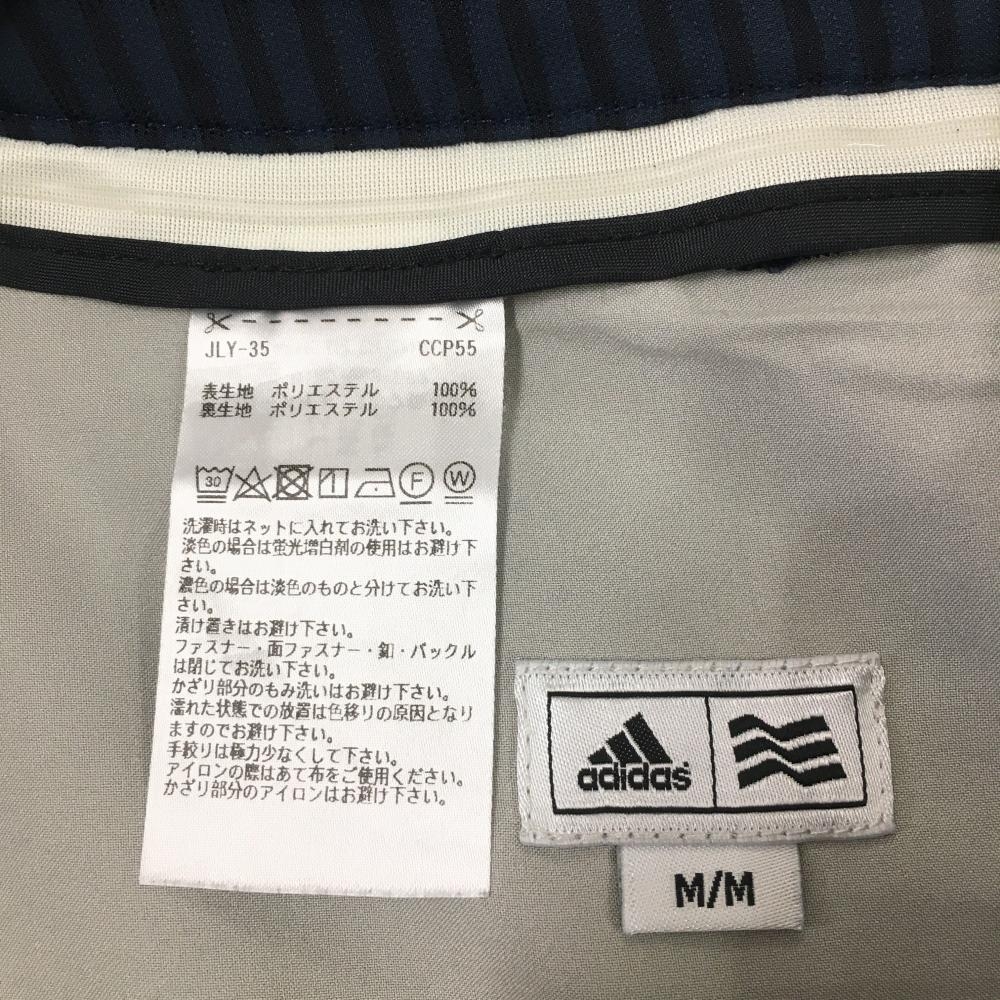 JLY-35 CCP55
表生地 ポリエステル 100%
裏生地 ポリエステル 100%
30 F W
洗濯時はネットに入れてお洗い下さい。
淡色の場合は蛍光増白剤の使用はお避け下
さい。
濃色の場合は淡色のものと分けてお洗い下
さい。
漬け置きはお避け下さい。
ファスナー・面ファスナー・釦・バックル
は閉じてお洗い下さい。
かざり部分のもみ洗いはお避け下さい。
濡れた状態での放置は色移りの原因となり
ますのでお避け下さい。
手絞りは極力少なくして下さい。
アイロンの際はあて布をご使用ください。
かざり部分のアイロンはお避け下さい。
adidas
M/M